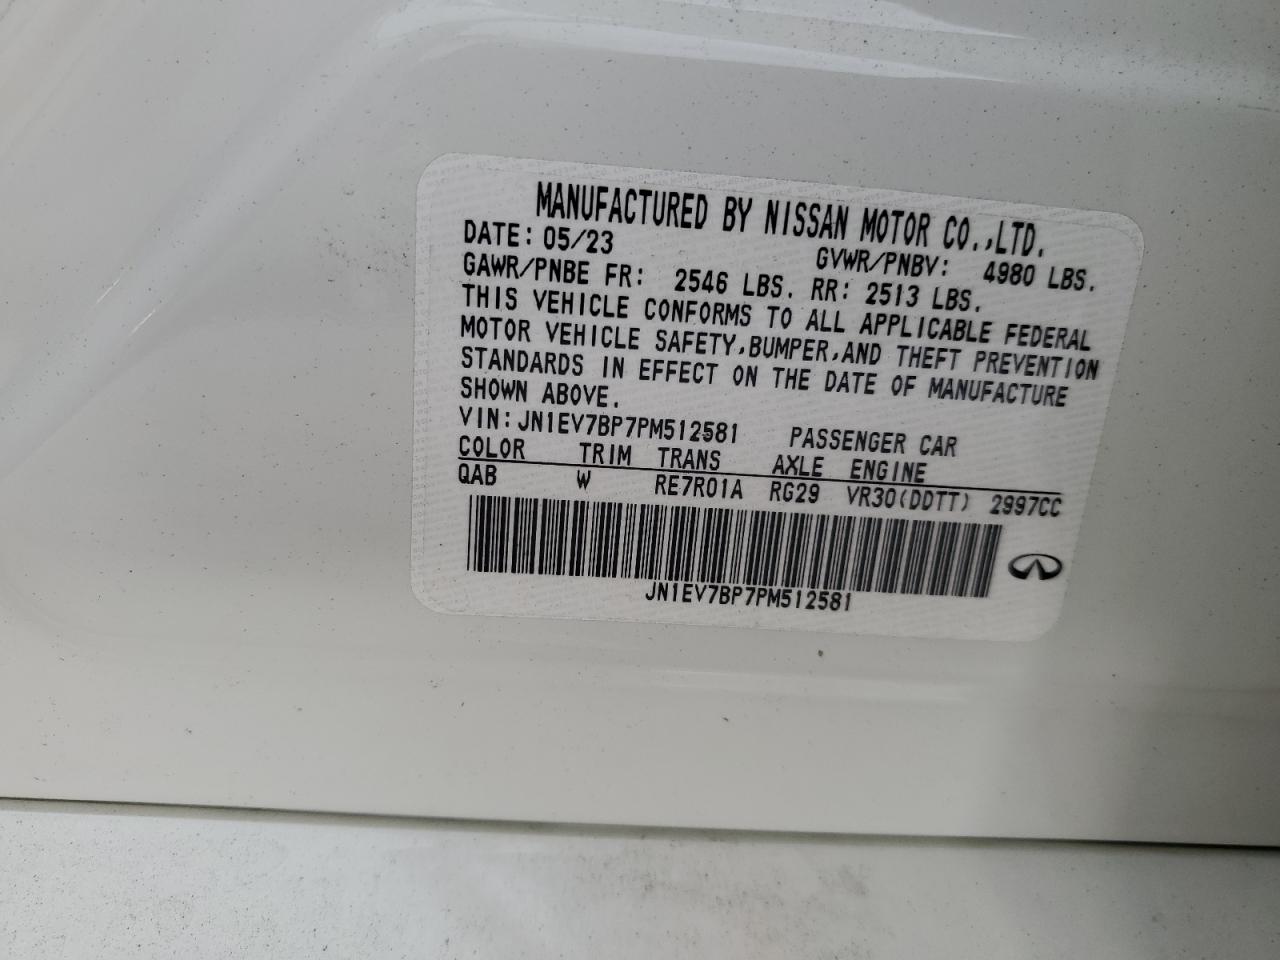 MANUFACTURED BY NISSAN MOTOR CO.,LTD.
DATE: 05/23 GVWR/PNBV: 4980 LBS.
GAWR/PNBE FR: 2546 LBS. RR: 2513 LBS.
THIS VEHICLE CONFORMS TO ALL APPLICABLE FEDERAL
MOTOR VEHICLE SAFETY,BUMPER,AND THEFT PREVENTION
STANDARDS IN EFFECT ON THE DATE OF MANUFACTURE
SHOWN ABOVE.
VIN: JN1EV7BP7PM512581 PASSENGER CAR
COLOR TRIM TRANS AXLE ENGINE
QAB W RE7R01A RG29 VR30(DDTT) 2997CC
JN1EV7BP7PM512581